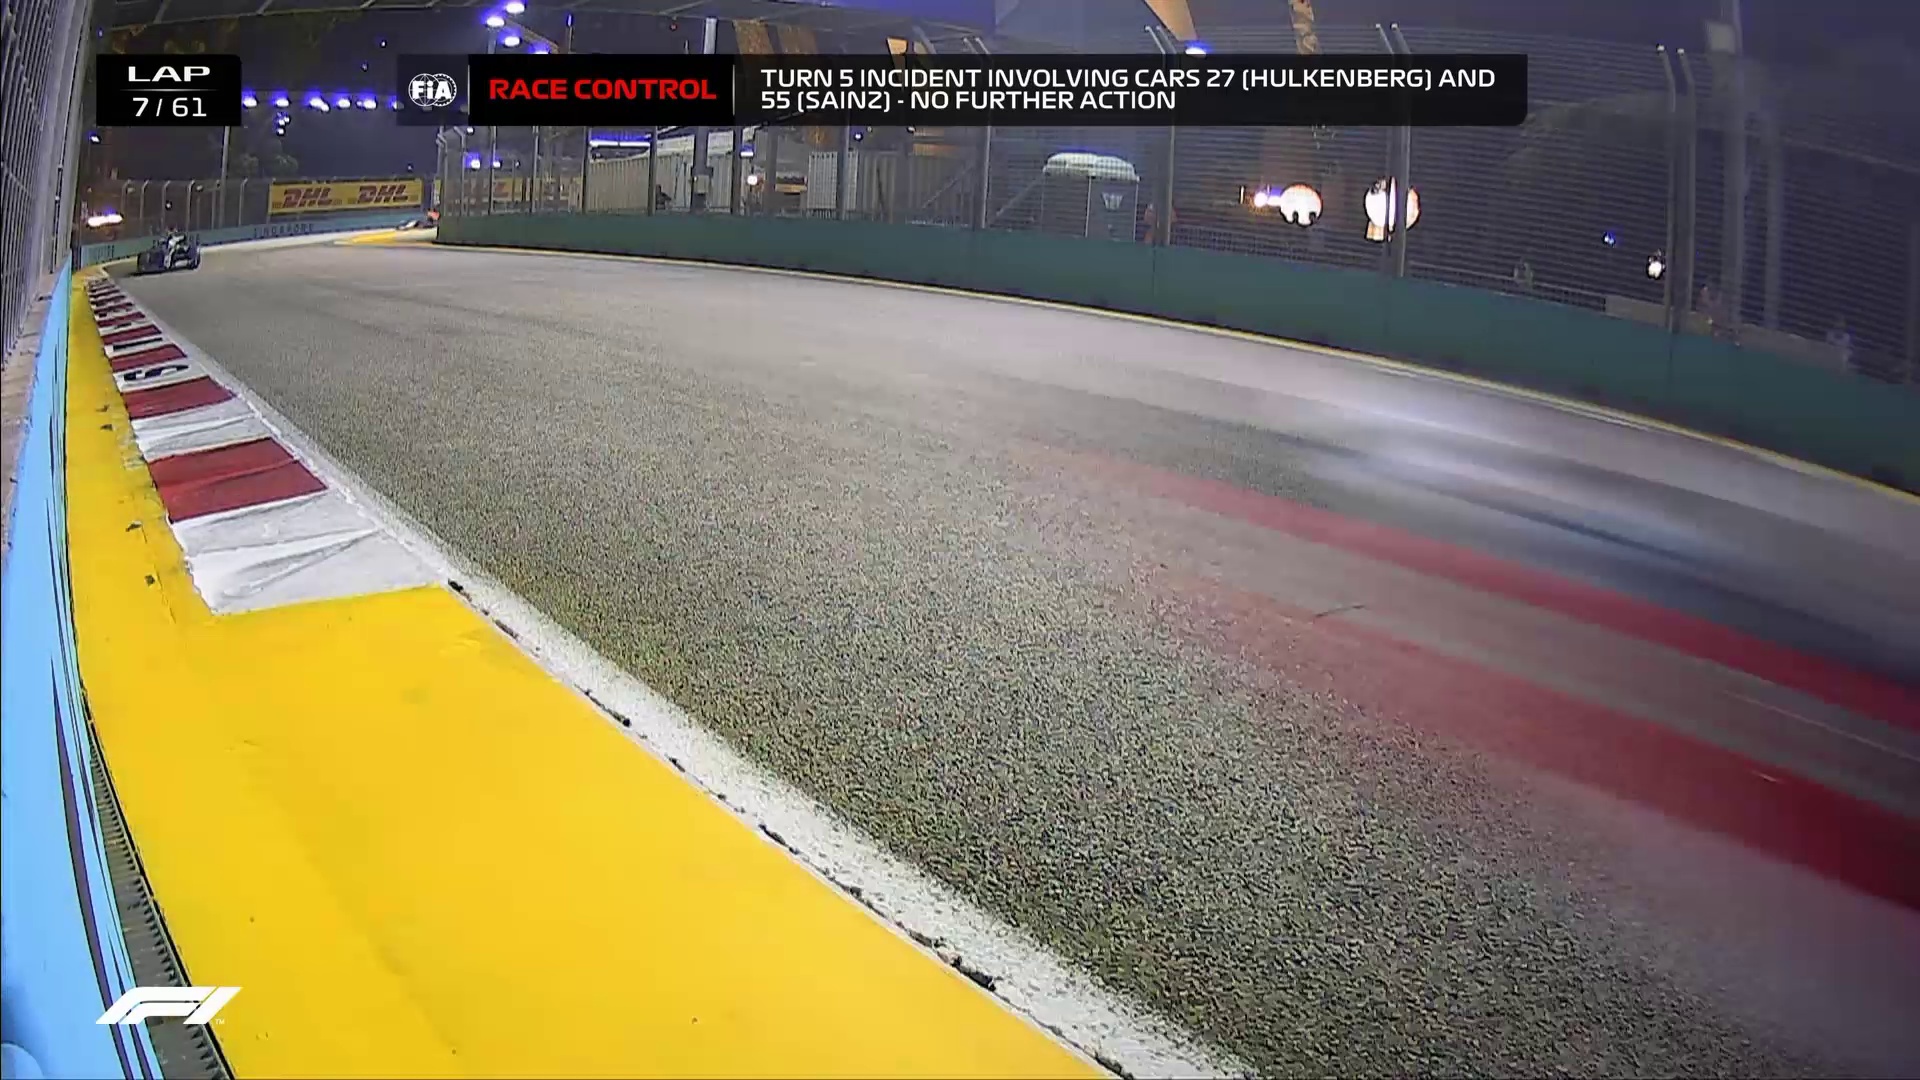 LAP
7 / 61
FIA
RACE CONTROL
TURN 5 INCIDENT INVOLVING CARS 27 (HULKENBERG) AND
55 (SAINZ) - NO FURTHER ACTION
DHL DHL
SINGAPORE
S
F1